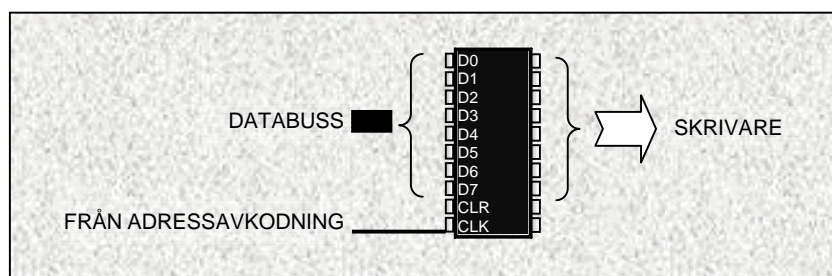 D0
D1
D2
DATABUSS
D3
SKRIVARE
D4
D5
D6
D7
CLR
FRÅN ADRESSAVKODNING
CLK